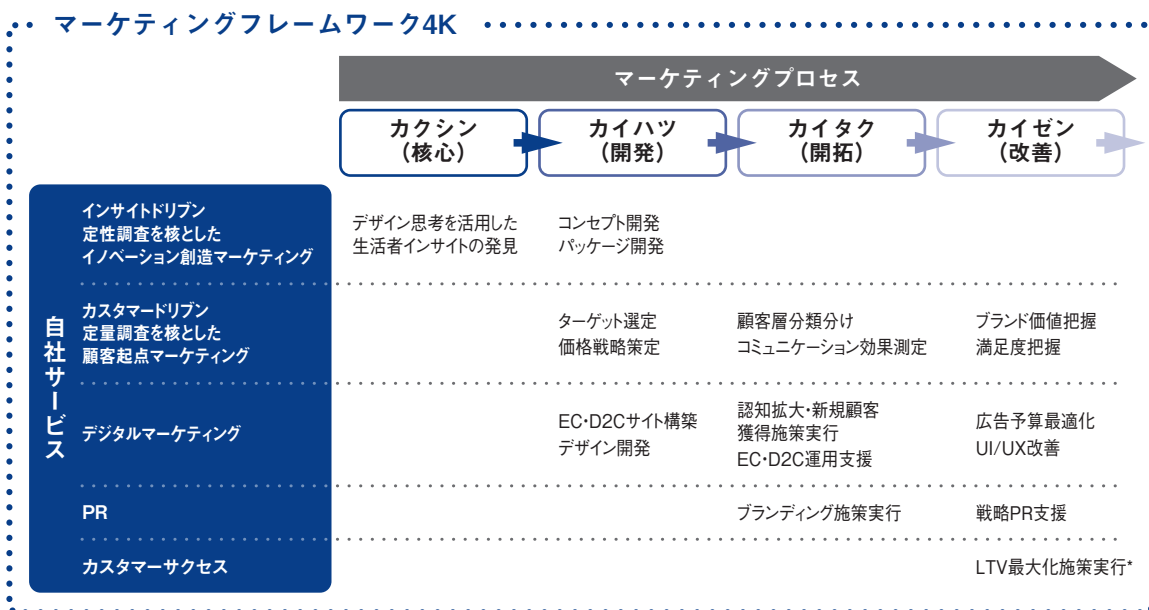 マーケティングフレームワーク4K
マーケティングプロセス
カクシン
(核心)
カイハツ
(開発)
カイタク
(開拓)
カイゼン
(改善)
自社サービス
インサイトドリブン
定性調査を核とした
イノベーション創造マーケティング
デザイン思考を活用した
生活者インサイトの発見
コンセプト開発
パッケージ開発
カスタマードリブン
定量調査を核とした
顧客起点マーケティング
ターゲット選定
価格戦略策定
顧客層分類分け
コミュニケーション効果測定
ブランド価値把握
満足度把握
デジタルマーケティング
EC・D2Cサイト構築
デザイン開発
認知拡大・新規顧客
獲得施策実行
EC・D2C運用支援
広告予算最適化
UI/UX改善
PR
ブランディング施策実行
戦略PR支援
カスタマーサクセス
LTV最大化施策実行*